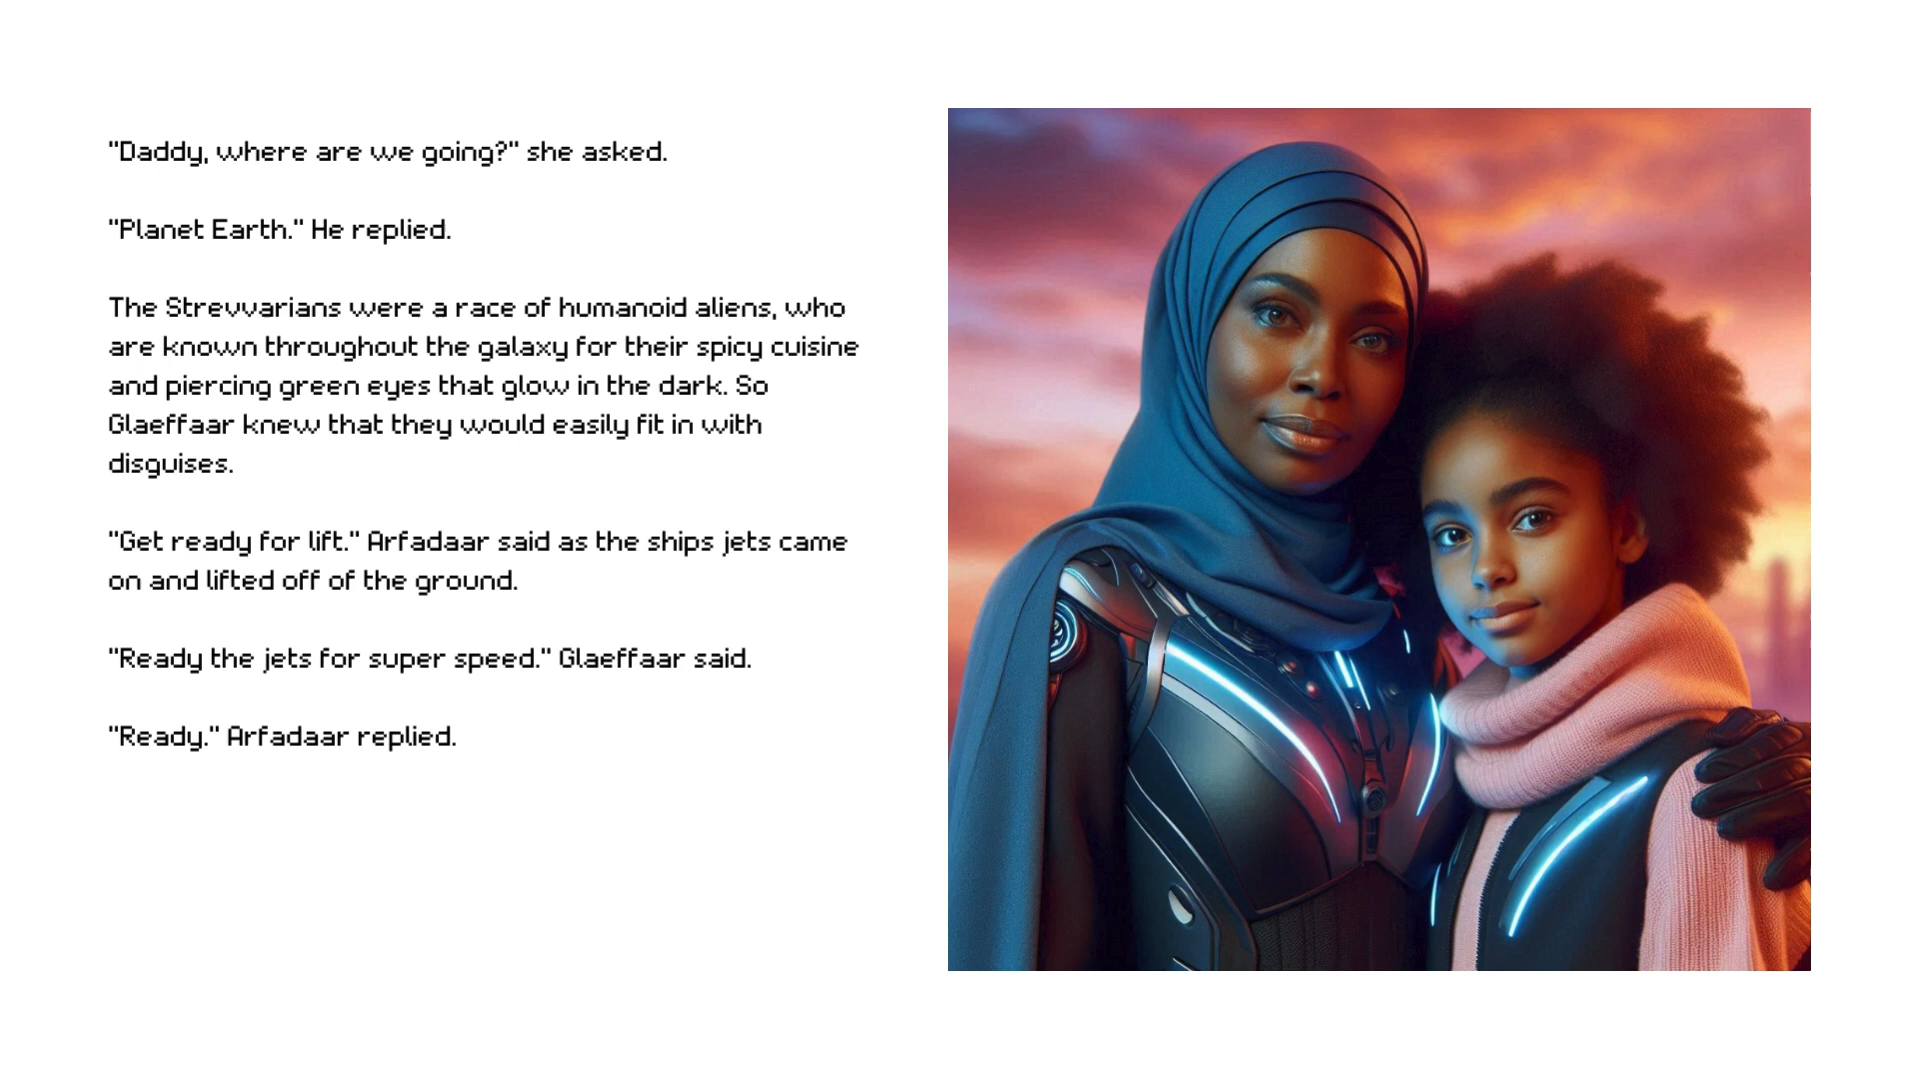 "Daddy, where are we going?" she asked.
"Planet Earth." He replied.
The Strevvarians were a race of humanoid aliens, who
are known throughout the galaxy for their spicy cuisine
and piercing green eyes that glow in the dark. So
Glaeffaar knew that they would easily fit in with
disguises.
"Get ready for lift." Arfadaar said as the ships jets came
on and lifted off of the ground.
"Ready the jets for super speed." Glaeffaar said.
"Ready." Arfadaar replied.